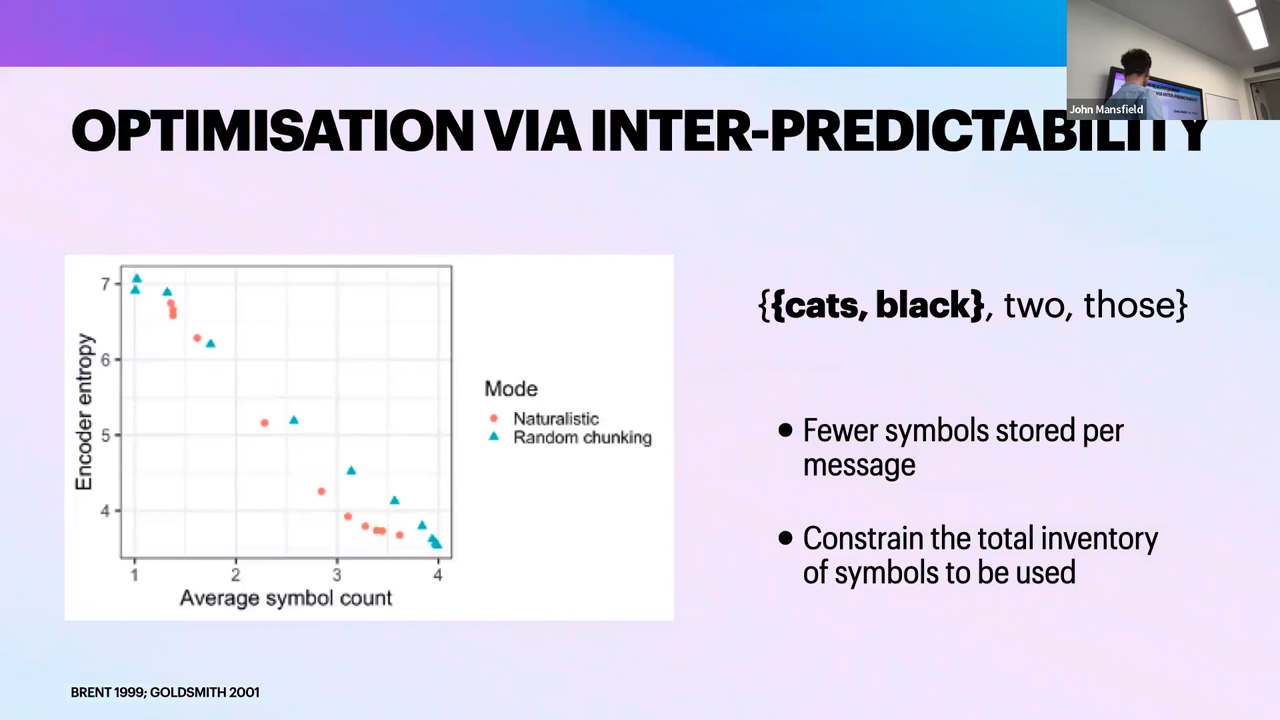 OPTIMISATION VIA INTER-PREDICTABILITY
John Mansfield
7
6
5
4
Encoder entropy
1 2 3 4
Average symbol count
Mode
Naturalistic
Random chunking
{{cats, black}, two, those}
• Fewer symbols stored per
message
• Constrain the total inventory
of symbols to be used
BRENT 1999; GOLDSMITH 2001